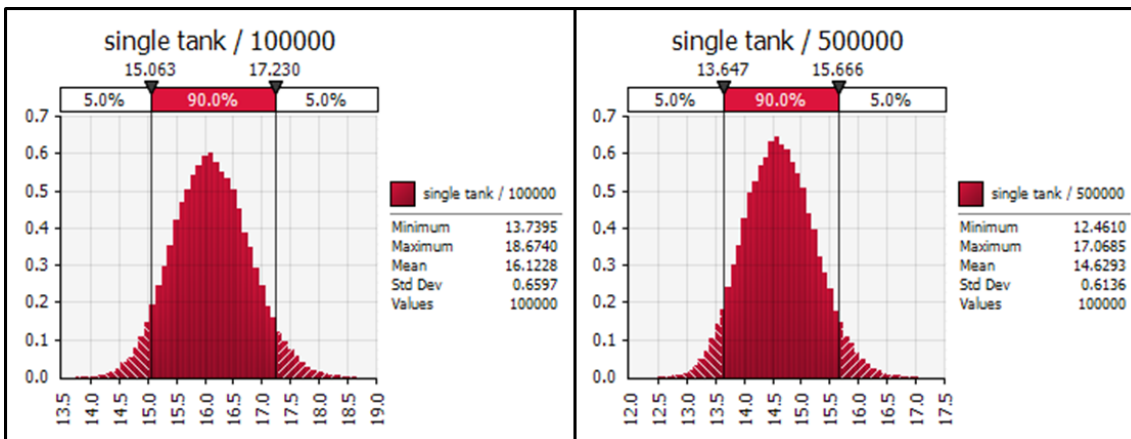 single tank / 100000
15.063 17.230
5.0% 90.0% 5.0%
0.7
0.6
0.5
0.4
0.3
0.2
0.1
0.0
13.5 14.0 14.5 15.0 15.5 16.0 16.5 17.0 17.5 18.0 18.5 19.0
single tank / 100000
Minimum 13.7395
Maximum 18.6740
Mean 16.1228
Std Dev 0.6597
Values 100000
single tank / 500000
13.647 15.666
5.0% 90.0% 5.0%
0.7
0.6
0.5
0.4
0.3
0.2
0.1
0.0
12.0 12.5 13.0 13.5 14.0 14.5 15.0 15.5 16.0 16.5 17.0 17.5
single tank / 500000
Minimum 12.4610
Maximum 17.0685
Mean 14.6293
Std Dev 0.6136
Values 100000